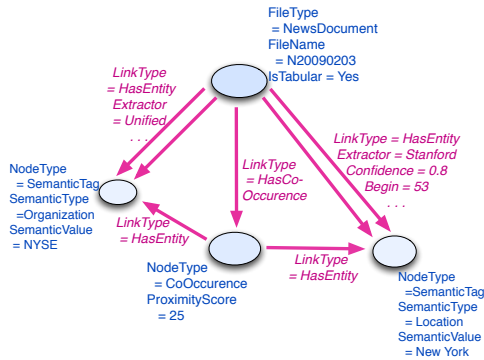 FileType
= NewsDocument
FileName
= N20090203
IsTabular = Yes
LinkType
= HasEntity
Extractor
= Unified
. . .
LinkType = HasEntity
Extractor = Stanford
Confidence = 0.8
Begin = 53
. . .
LinkType
= HasCo-
Occurence
NodeType
= SemanticTag
SemanticType
=Organization
SemanticValue
= NYSE
LinkType
= HasEntity
LinkType
= HasEntity
NodeType
= CoOccurence
ProximityScore
= 25
NodeType
=SemanticTag
SemanticType
= Location
SemanticValue
= New York